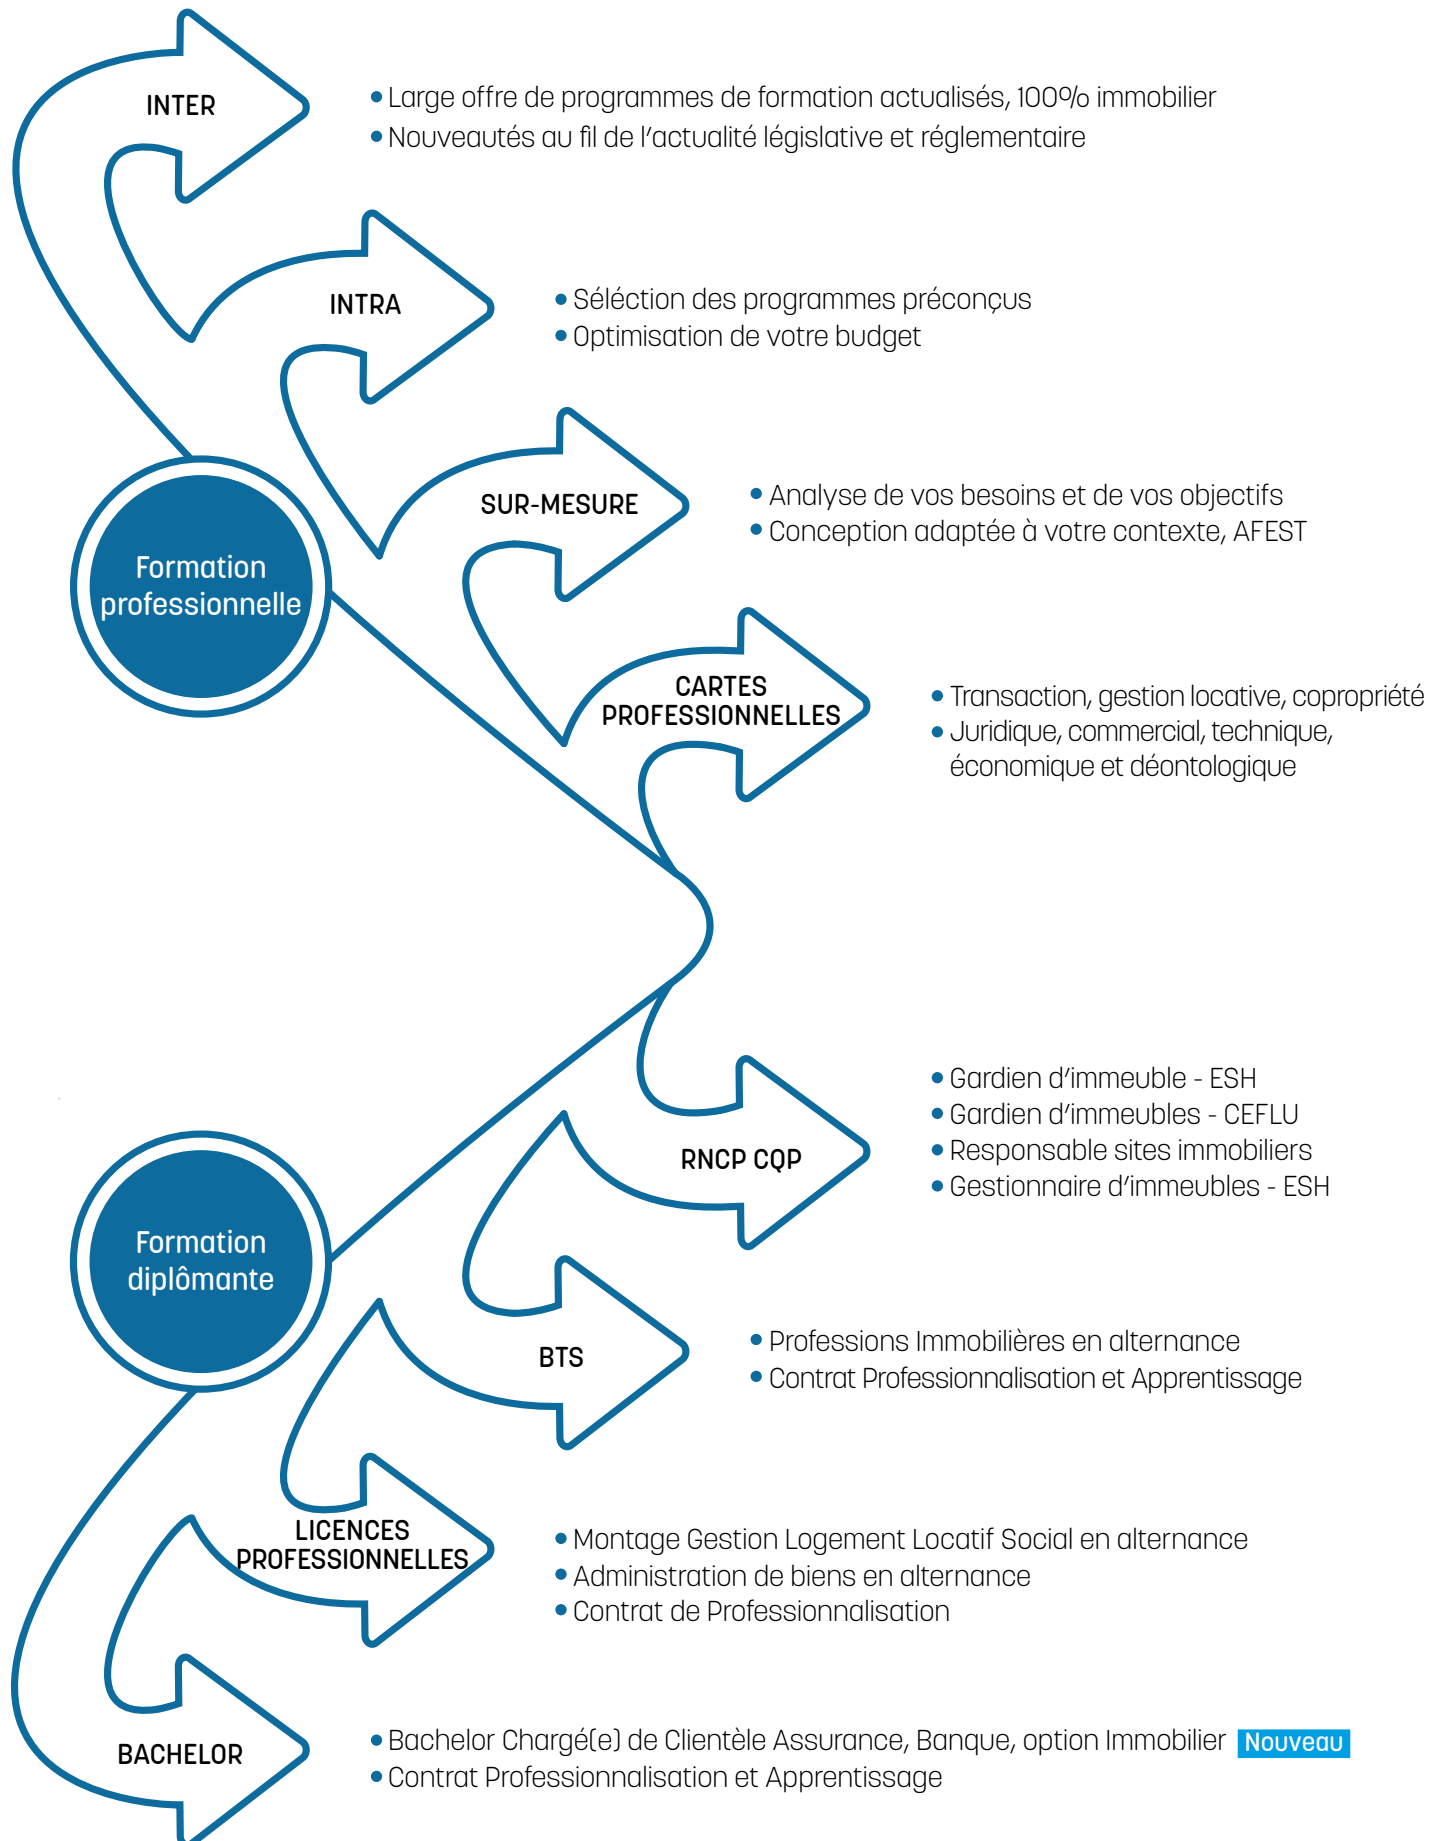 INTER
• Large offre de programmes de formation actualisés, 100% immobilier
• Nouveautés au fil de l'actualité législative et réglementaire
INTRA
• Séléction des programmes préconçus
• Optimisation de votre budget
SUR-MESURE
• Analyse de vos besoins et de vos objectifs
• Conception adaptée à votre contexte, AFEST
Formation
professionnelle
CARTES
PROFESSIONNELLES
• Transaction, gestion locative, copropriété
• Juridique, commercial, technique,
économique et déontologique
RNCP CQP
• Gardien d'immeuble - ESH
• Gardien d'immeubles - CEFLU
• Responsable sites immobiliers
• Gestionnaire d'immeubles - ESH
Formation
diplômante
BTS
• Professions Immobilières en alternance
• Contrat Professionnalisation et Apprentissage
LICENCES
PROFESSIONNELLES
• Montage Gestion Logement Locatif Social en alternance
• Administration de biens en alternance
• Contrat de Professionnalisation
BACHELOR
• Bachelor Chargé(e) de Clientèle Assurance, Banque, option Immobilier Nouveau
• Contrat Professionnalisation et Apprentissage